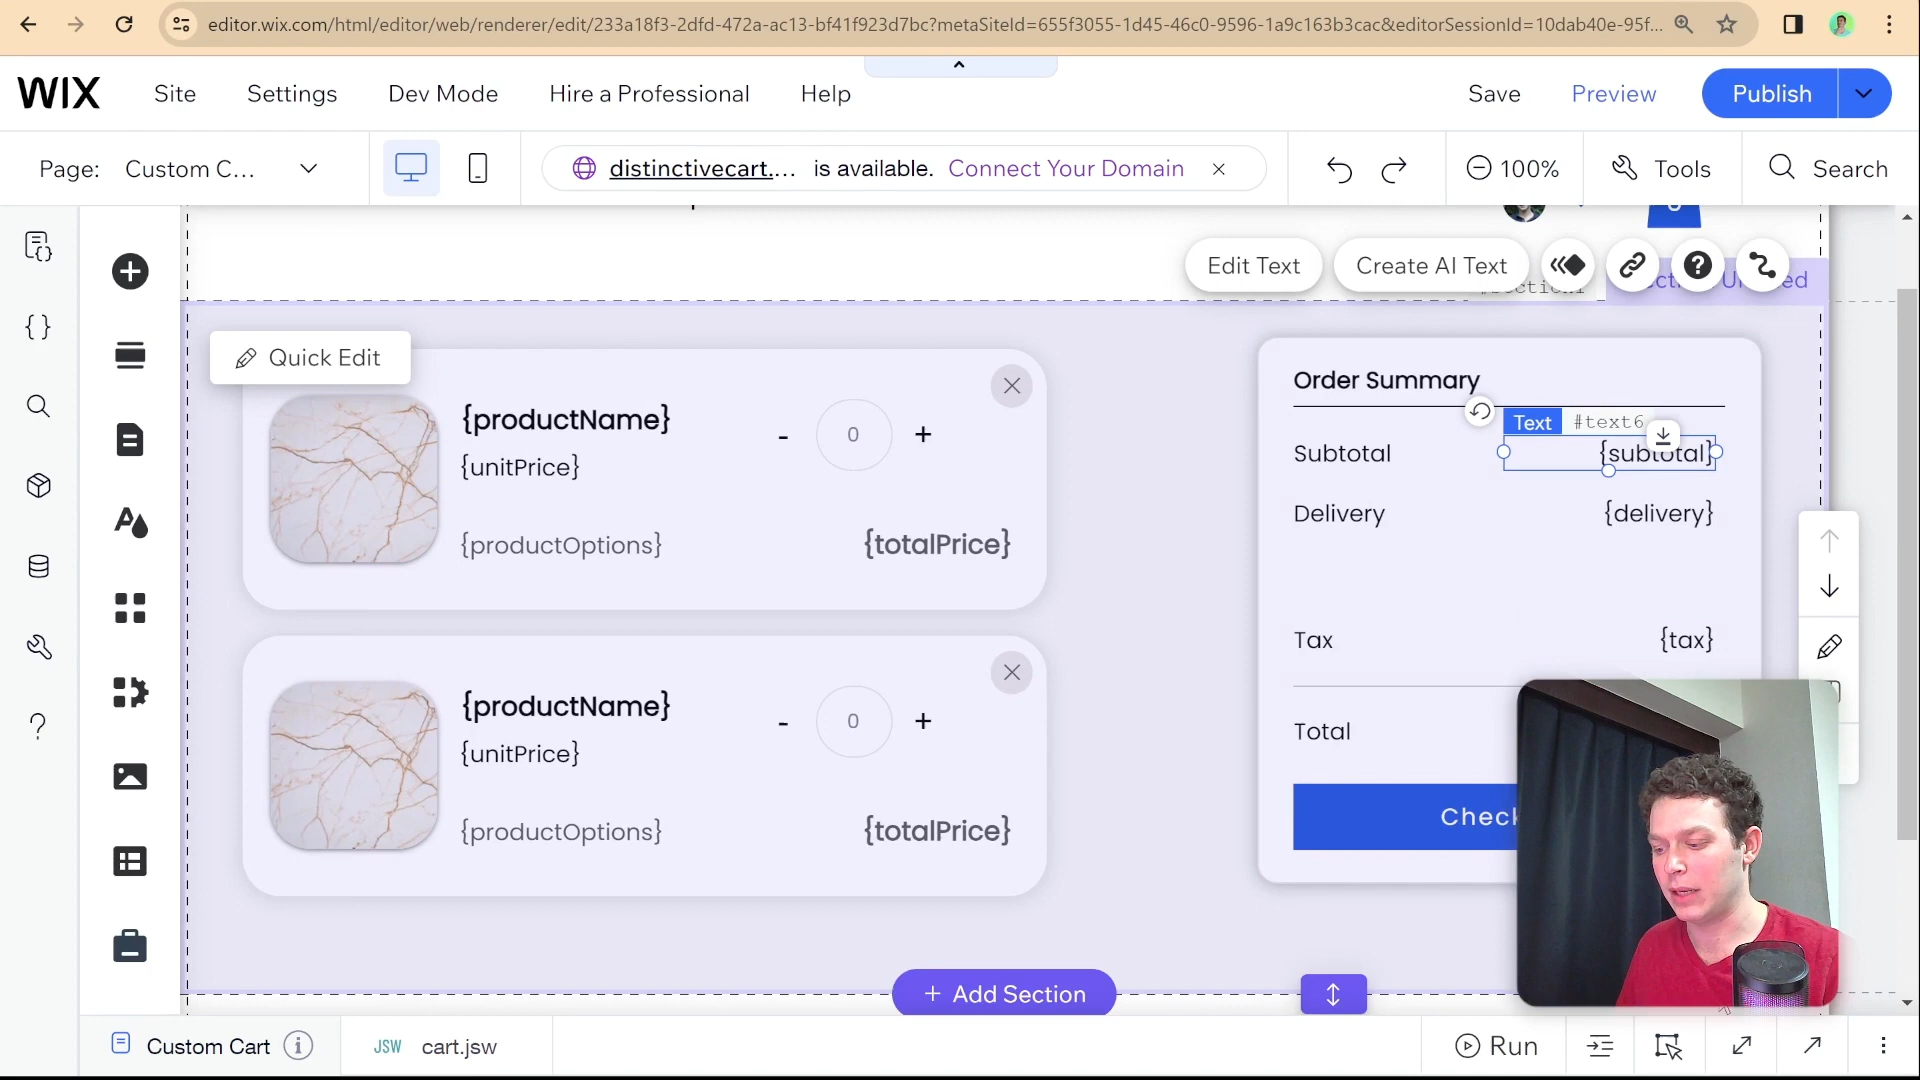 editor.wix.com/html/editor/web/renderer/edit/233a18f3-2dfd-472a-ac13-bf41f923d7bc?metaSiteId=655f3055-1d45-46c0-9596-1a9c163b3cac&editorSessionId=10dab40e-95f...
WIX Site Settings Dev Mode Hire a Professional Help Save Preview Publish
Page: Custom C... distinctivecart.... is available. Connect Your Domain × 100% Tools Search
Edit Text Create AI Text
Quick Edit
{productName}
{unitPrice}
- 0 +
{productOptions} {totalPrice}
{productName}
{unitPrice}
- 0 +
{productOptions} {totalPrice}
Order Summary
Text #text6
Subtotal {subtotal}
Delivery {delivery}
Tax {tax}
Total
Check
+ Add Section
Custom Cart JSW cart.jsw Run